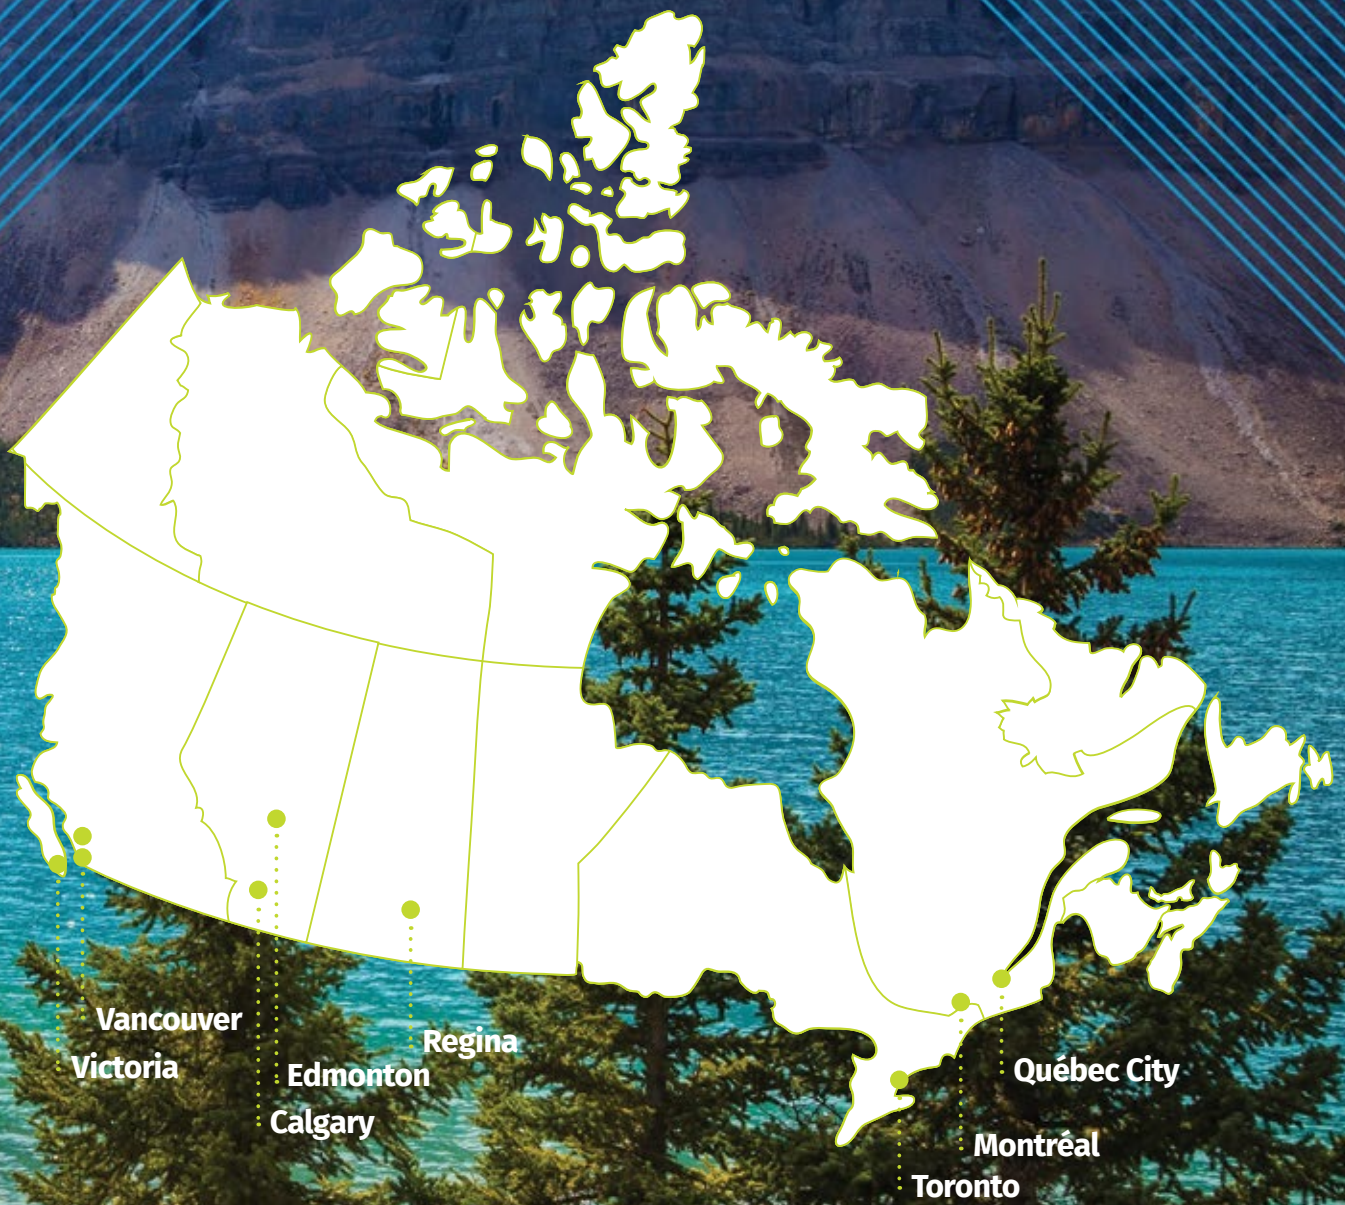 Vancouver
Victoria
Regina
Edmonton
Calgary
Québec City
Montréal
Toronto